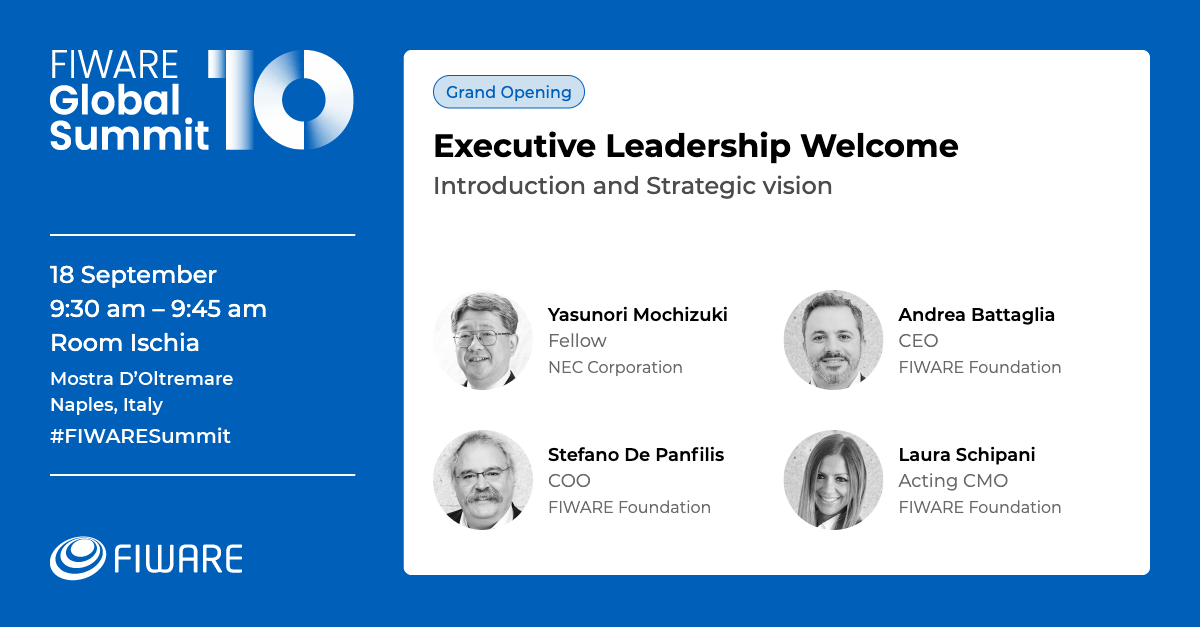 FIWARE
Global
Summit
10
18 September
9:30 am – 9:45 am
Room Ischia
Mostra D’Oltremare
Naples, Italy
#FIWARESummit
FIWARE
Grand Opening
Executive Leadership Welcome
Introduction and Strategic vision
Yasunori Mochizuki
Fellow
NEC Corporation
Andrea Battaglia
CEO
FIWARE Foundation
Stefano De Panfilis
COO
FIWARE Foundation
Laura Schipani
Acting CMO
FIWARE Foundation